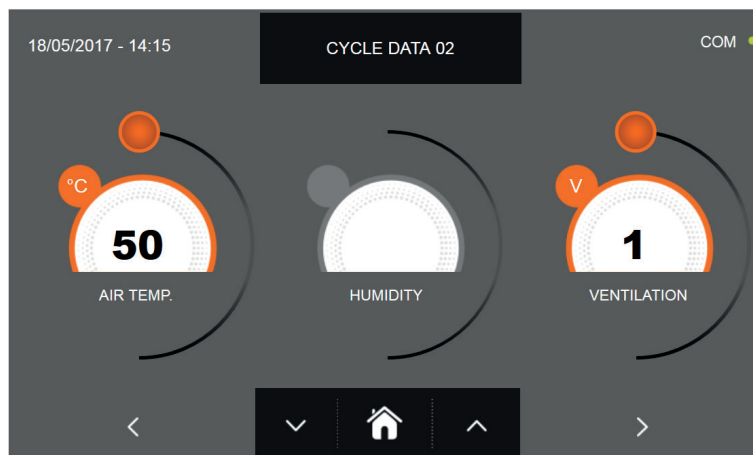 18/05/2017 - 14:15
CYCLE DATA 02
COM
°C
V
50
1
AIR TEMP.
HUMIDITY
VENTILATION